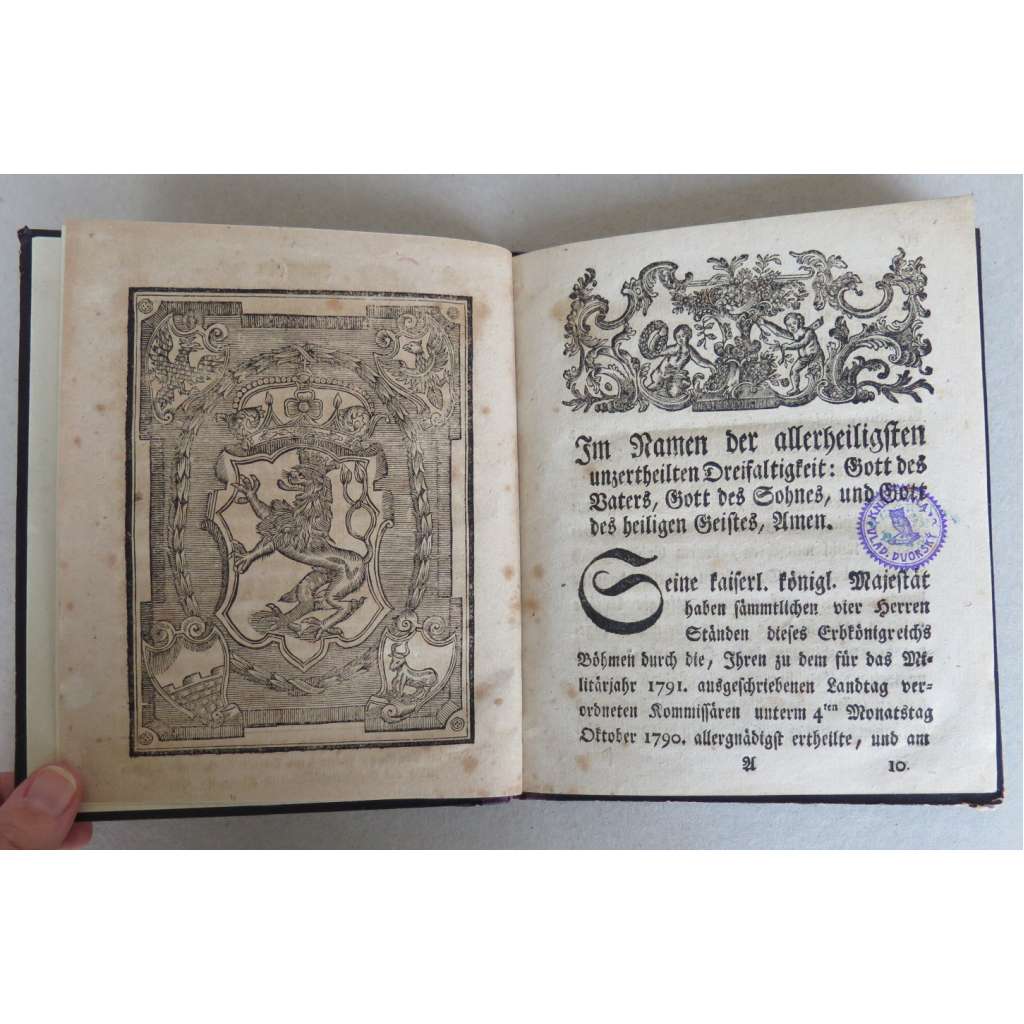 Im Namen der allerheiligsten
unzertheilten Dreifaltigkeit: Gott des
Vaters, Gott des Sohnes, und Gott
des heiligen Geistes, Amen.
VLAD. DVORSKÝ
Seine kaiserl. königl. Majestät
haben sämmtlichen vier Herren
Ständen dieses Erbkönigreichs
Böhmen durch die, Ihren zu dem für das Mi-
litärjahr 1791. ausgeschriebenen Landtag ver-
ordneten Kommissären unterm 4ten Monatstag
Oktober 1790. allergnädigst ertheilte, und am
A 10.